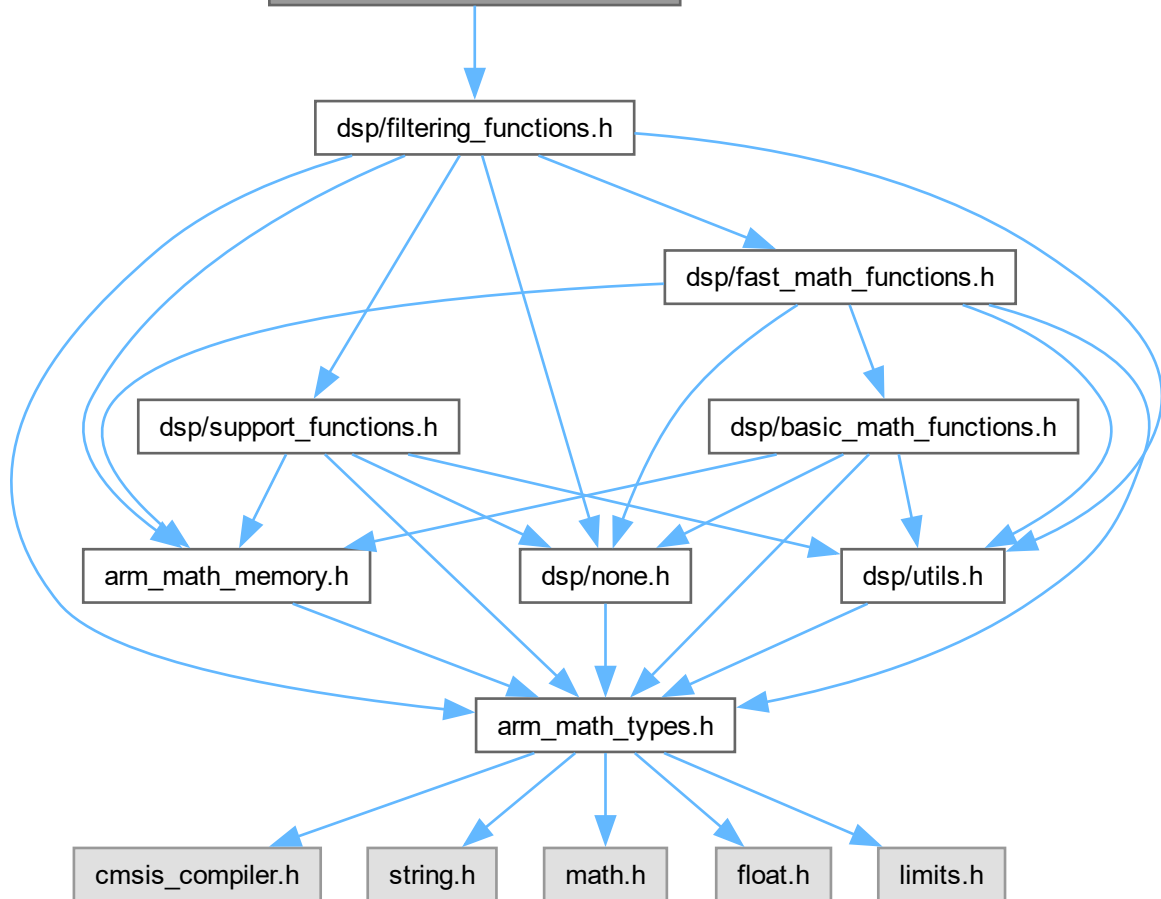 dsp/filtering_functions.h
dsp/fast_math_functions.h
dsp/support_functions.h
dsp/basic_math_functions.h
arm_math_memory.h
dsp/none.h
dsp/utils.h
arm_math_types.h
cmsis_compiler.h
string.h
math.h
float.h
limits.h